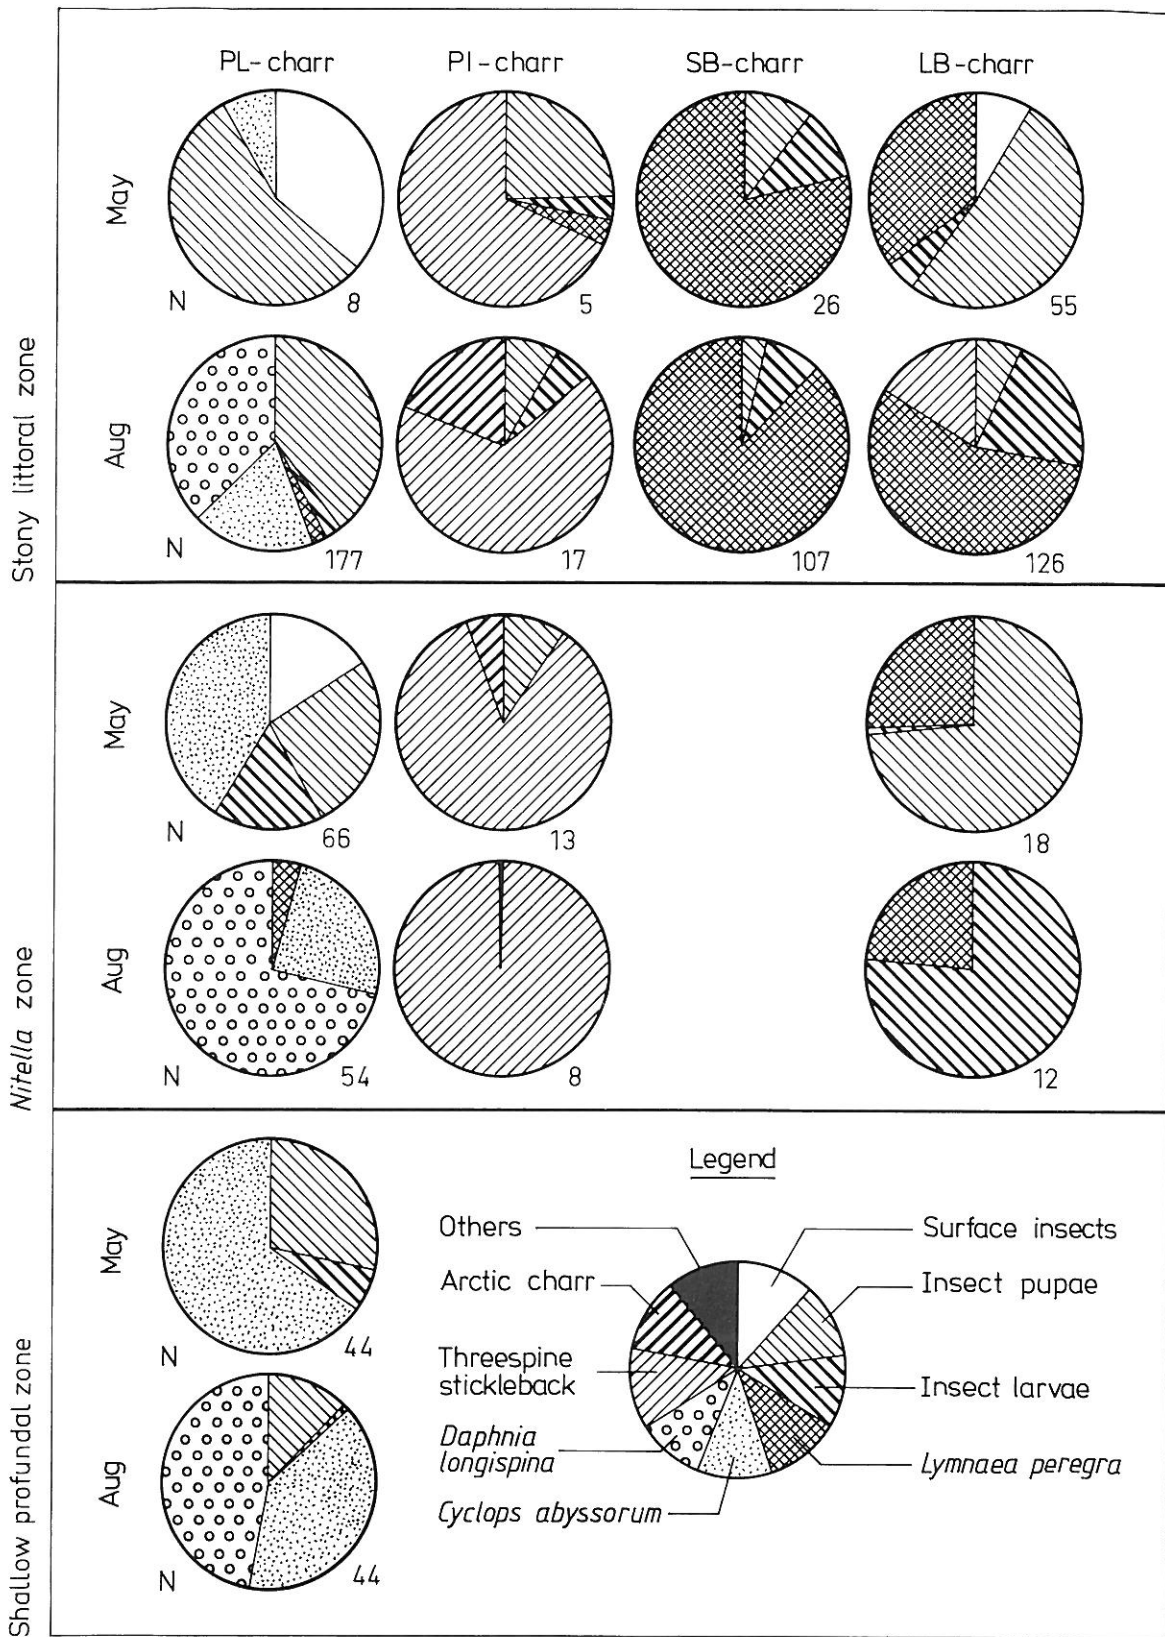 PL-charr PI-charr SB-charr LB-charr
Stony littoral zone
May
N 8 5 26 55
Aug
N 177 17 107 126
Nitella zone
May
N 66 13 18
Aug
N 54 8 12
Shallow profundal zone
May
N 44
Aug
N 44
Legend
Others
Surface insects
Arctic charr
Insect pupae
Threespine
stickleback
Insect larvae
Daphnia
longispina
Lymnaea peregra
Cyclops abyssorum